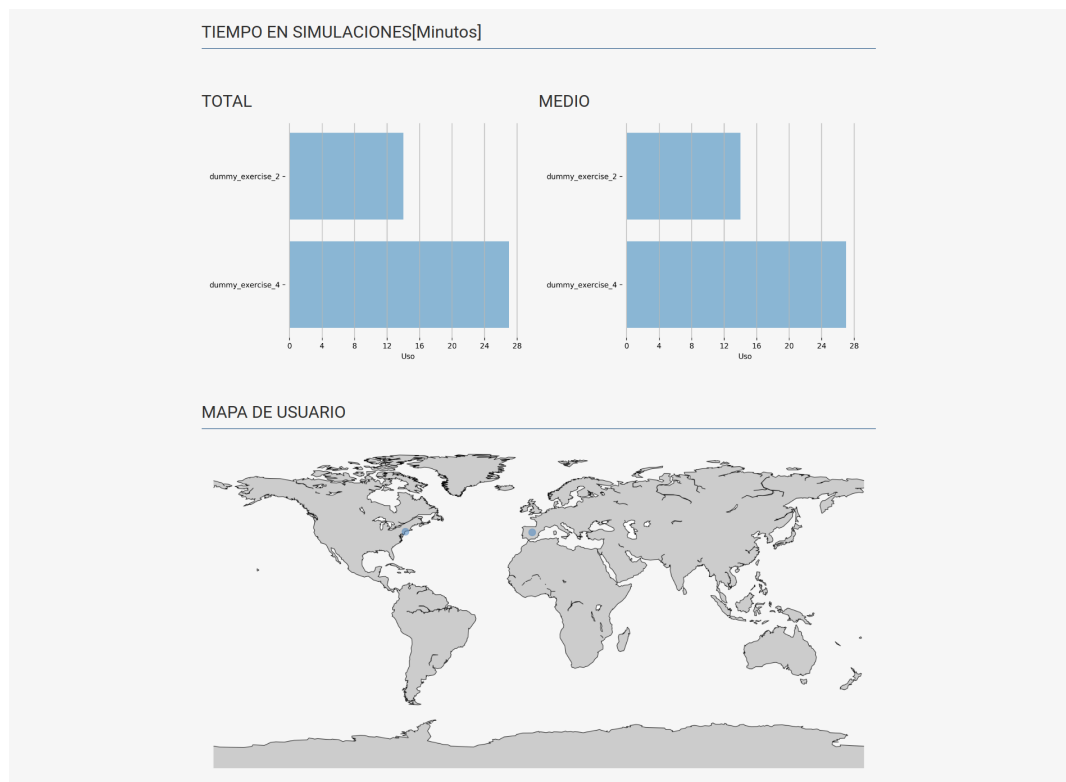 TIEMPO EN SIMULACIONES[Minutos]
TOTAL
dummy_exercise_2
dummy_exercise_4
0 4 8 12 16 20 24 28
Uso
MEDIO
dummy_exercise_2
dummy_exercise_4
0 4 8 12 16 20 24 28
Uso
MAPA DE USUARIO